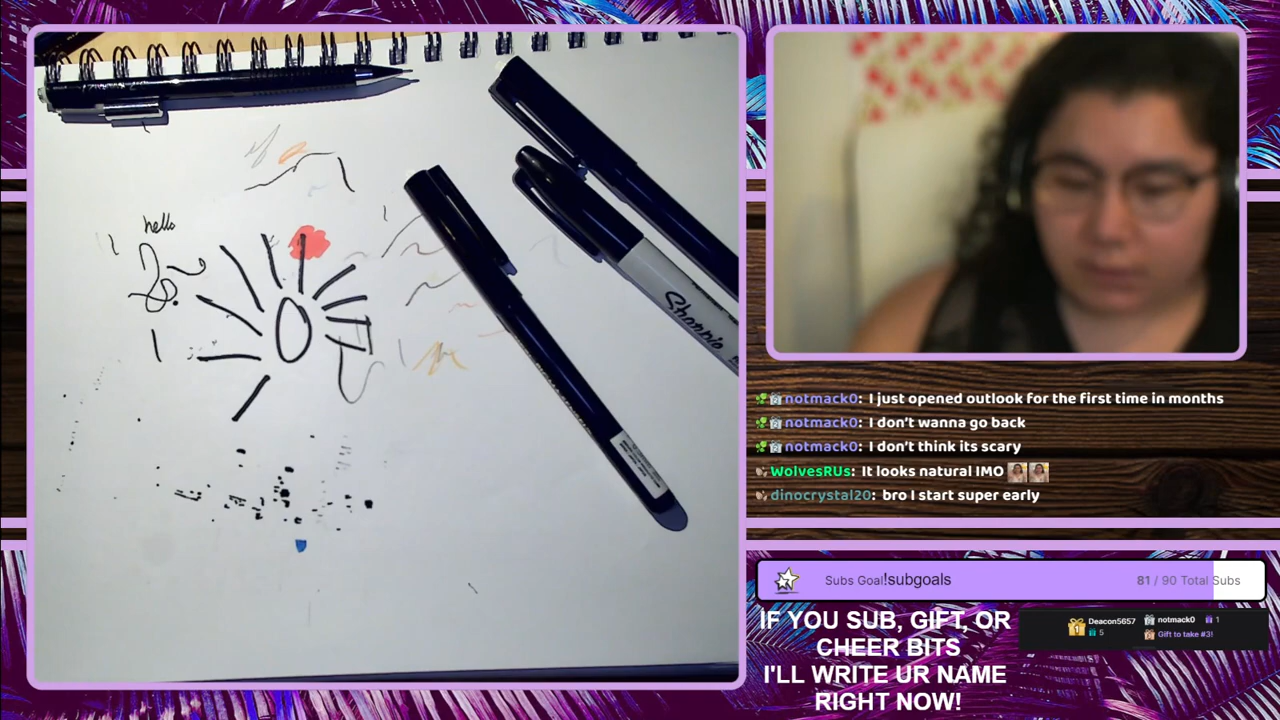 hello
Sharpie
notmack0: I just opened outlook for the first time in months
notmack0: I don't wanna go back
notmack0: I don't think its scary
WolvesRUs: It looks natural IMO
dinocrystal20: bro I start super early
Subs Goal!subgoals 81 / 90 Total Subs
IF YOU SUB, GIFT, OR
CHEER BITS
I'LL WRITE UR NAME
RIGHT NOW!
1 Deacon5657
5
notmack0 1
Gift to take #3!